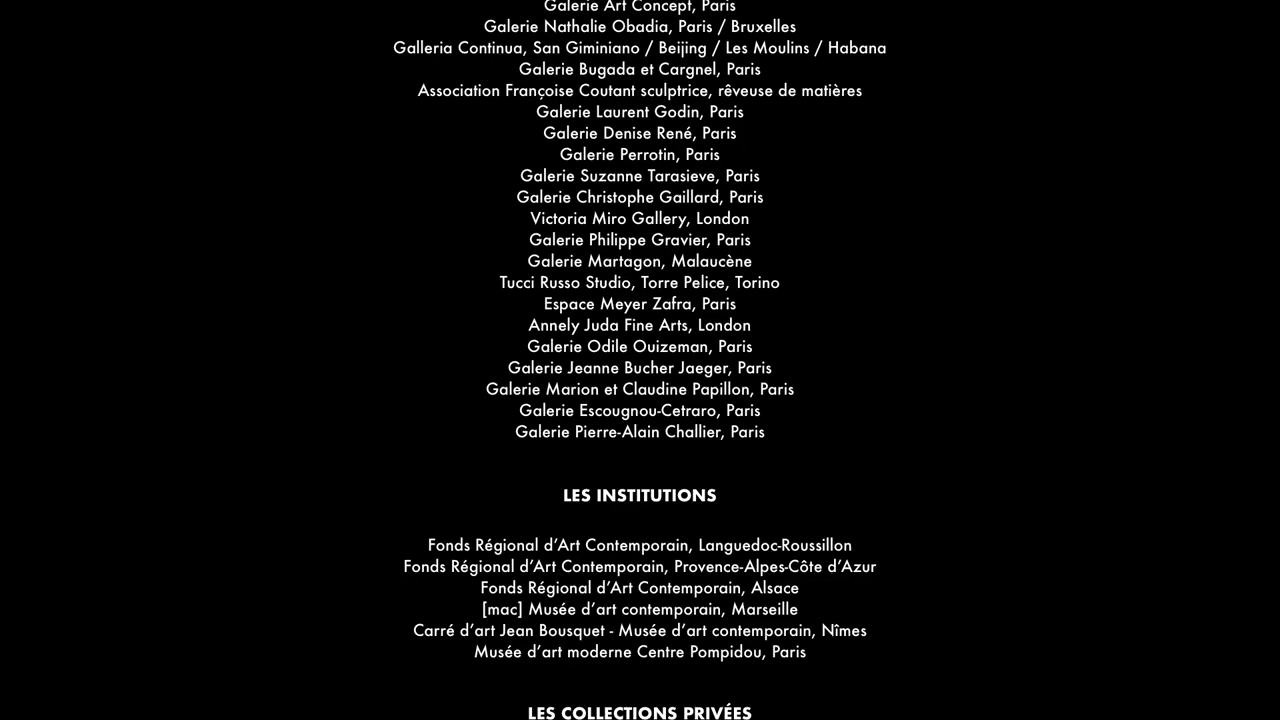 Galerie Art Concept, Paris
Galerie Nathalie Obadia, Paris / Bruxelles
Galleria Continua, San Giminiano / Beijing / Les Moulins / Habana
Galerie Bugada et Cargnel, Paris
Association Françoise Coutant sculptrice, rêveuse de matières
Galerie Laurent Godin, Paris
Galerie Denise René, Paris
Galerie Perrotin, Paris
Galerie Suzanne Tarasieve, Paris
Galerie Christophe Gaillard, Paris
Victoria Miro Gallery, London
Galerie Philippe Gravier, Paris
Galerie Martagon, Malaucène
Tucci Russo Studio, Torre Pelice, Torino
Espace Meyer Zafra, Paris
Annely Juda Fine Arts, London
Galerie Odile Ouizeman, Paris
Galerie Jeanne Bucher Jaeger, Paris
Galerie Marion et Claudine Papillon, Paris
Galerie Escougnou-Cetraro, Paris
Galerie Pierre-Alain Challier, Paris
LES INSTITUTIONS
Fonds Régional d’Art Contemporain, Languedoc-Roussillon
Fonds Régional d’Art Contemporain, Provence-Alpes-Côte d’Azur
Fonds Régional d’Art Contemporain, Alsace
[mac] Musée d’art contemporain, Marseille
Carré d’art Jean Bousquet - Musée d’art contemporain, Nîmes
Musée d’art moderne Centre Pompidou, Paris
LES COLLECTIONS PRIVÉES